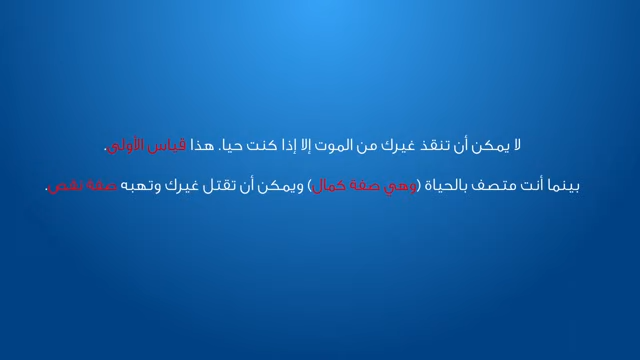 لا يمكن أن تنقذ غيرك من الموت إلا إذا كنت حيا. هذا قياس الأولى.
بينما أنت متصف بالحياة (وهي صفة كمال) ويمكن أن تقتل غيرك وتهبه صفة نقص.